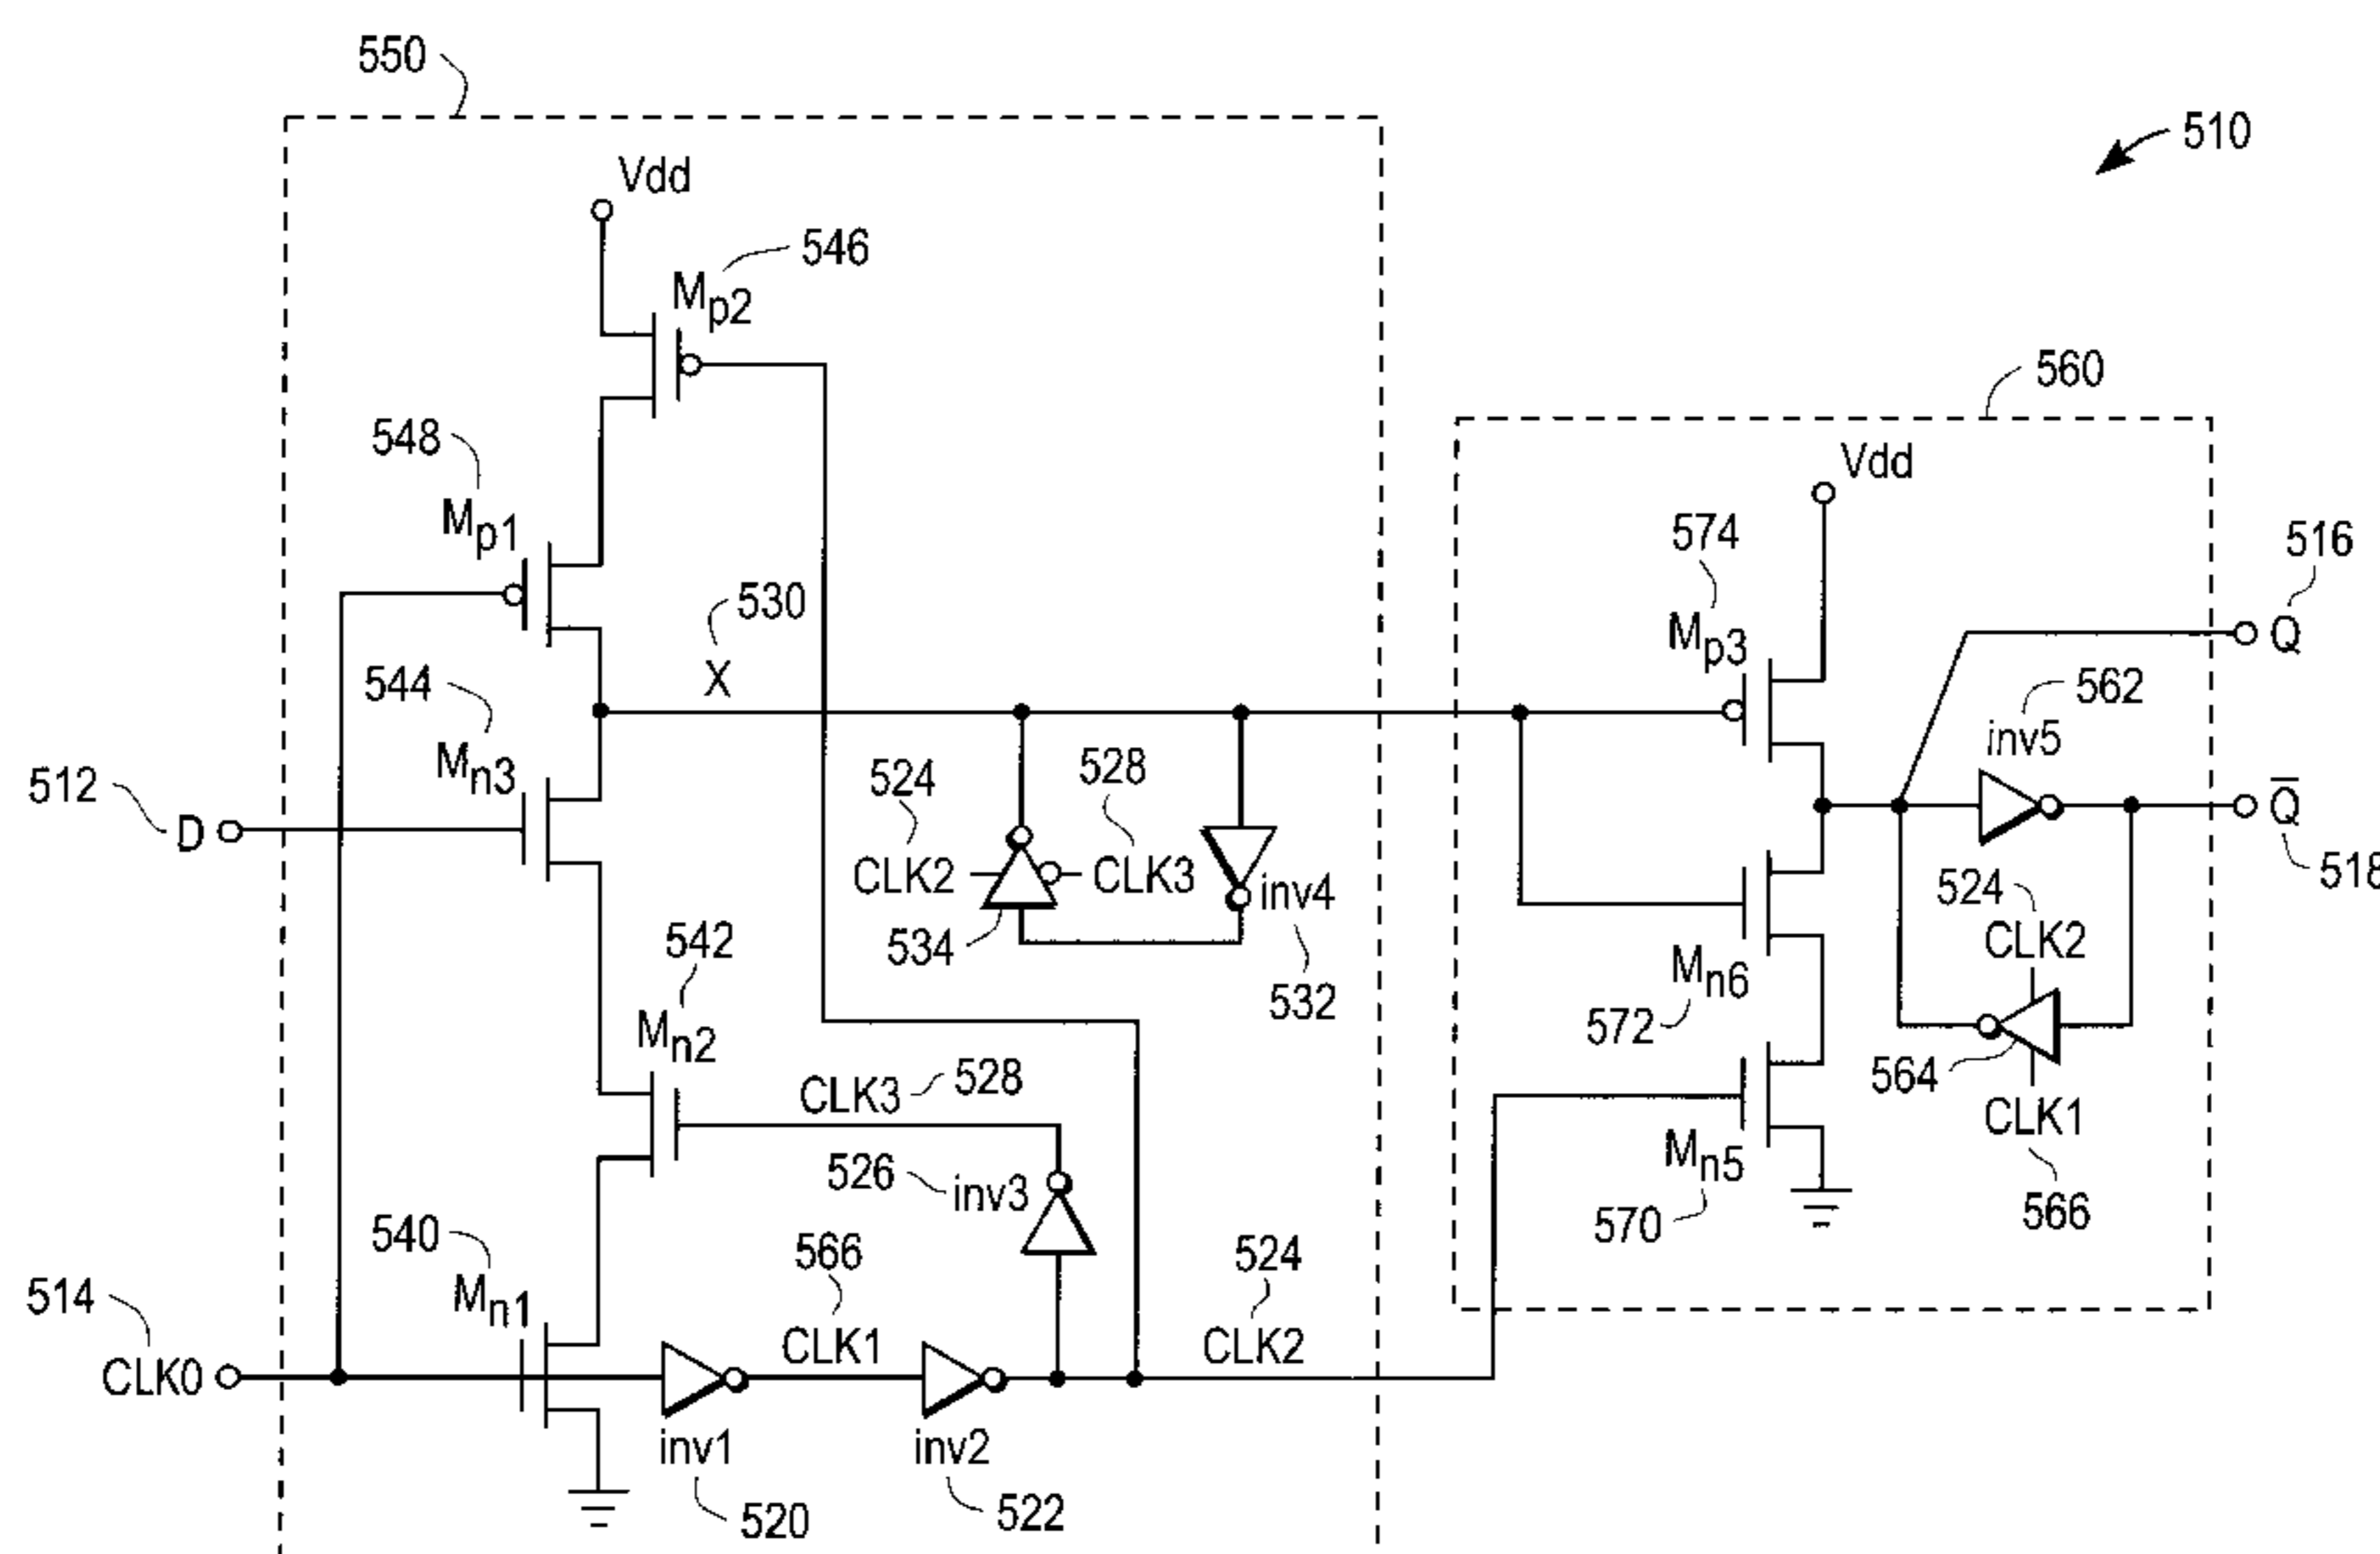 550
510
Vdd
546
Mp2
560
548
Vdd
Mp1
574
516
530
Mp3
Q
X
544
562
Mn3
inv5
524
528
512
D
Q̅
CLK2
CLK3
inv4
518
534
524
542
CLK2
532
Mn2
Mn6
572
CLK3
528
564
526
inv3
CLK1
Mn5
566
570
540
566
524
514
Mn1
CLK0
CLK1
CLK2
inv1
inv2
520
522